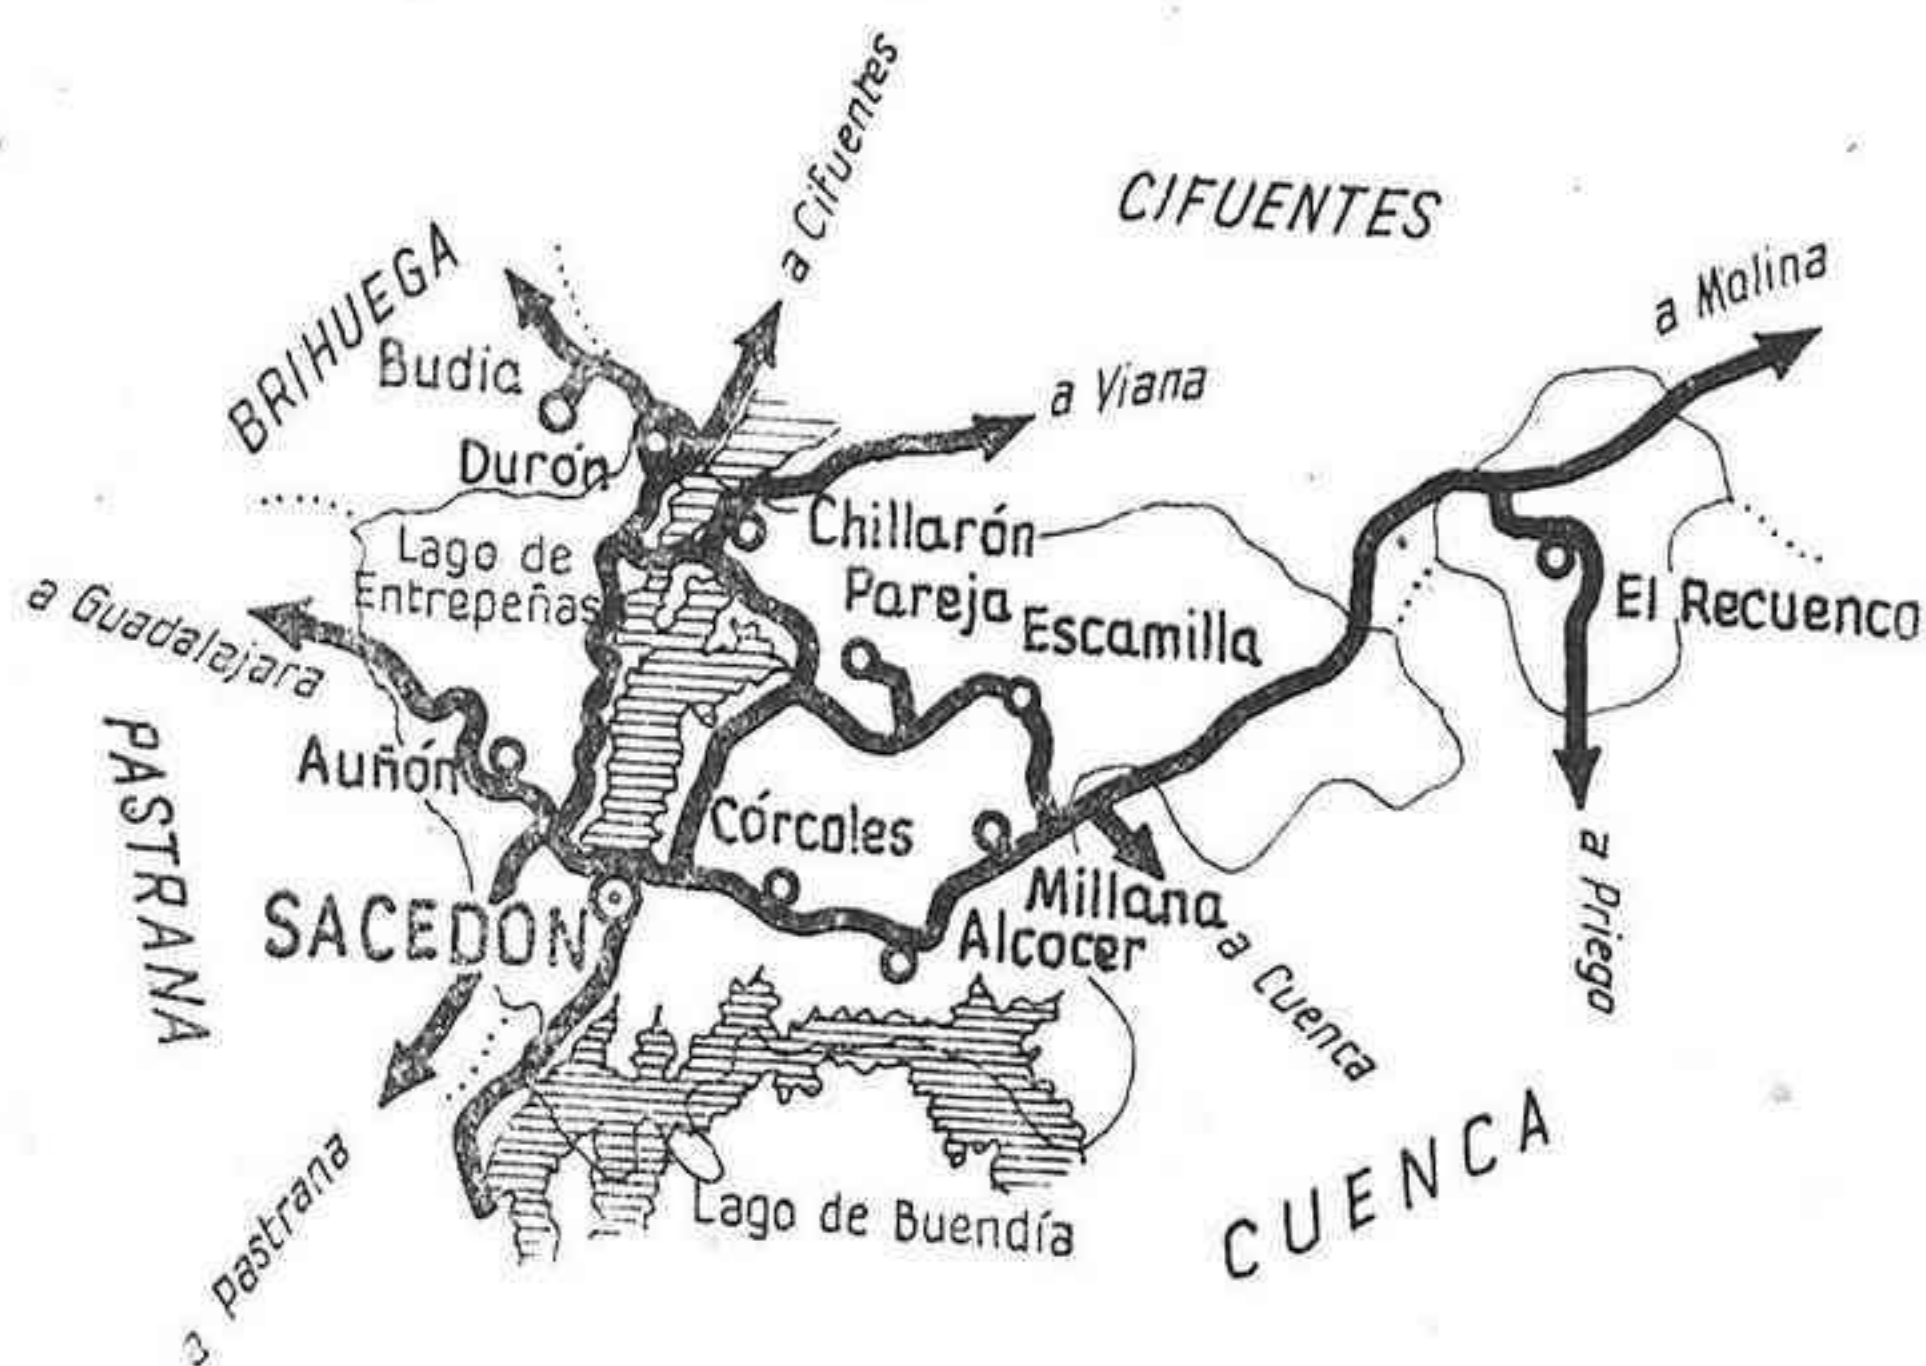 a Cifuentes
CIFUENTES
BRIHUEGA
a Molina
Budia
a Viana
Durón
Chillarón
Lago de
Entrepeñas
Pareja
Escamilla
El Recuenco
a Guadalajara
Auñón
PASTRANA
Córcoles
SACEDON
Millana
Alcocer
a Cuenca
a Priego
a Pastrana
Lago de Buendía
CUENCA